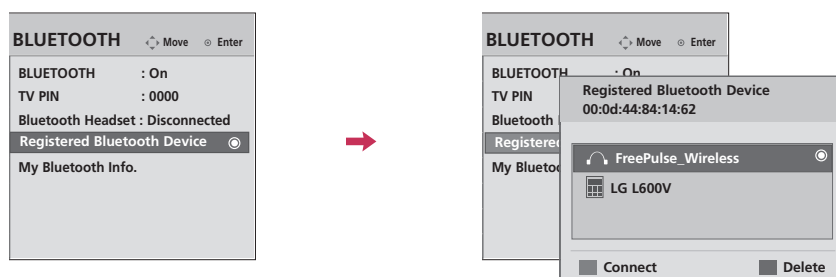 BLUETOOTH Move Enter
BLUETOOTH : On
TV PIN : 0000
Bluetooth Headset : Disconnected
Registered Bluetooth Device
My Bluetooth Info.
BLUETOOTH Move Enter
BLUETOOTH : On
TV PIN
Bluetooth
Registered
My Bluetoo
Registered Bluetooth Device
00:0d:44:84:14:62
FreePulse_Wireless
LG L600V
Connect Delete